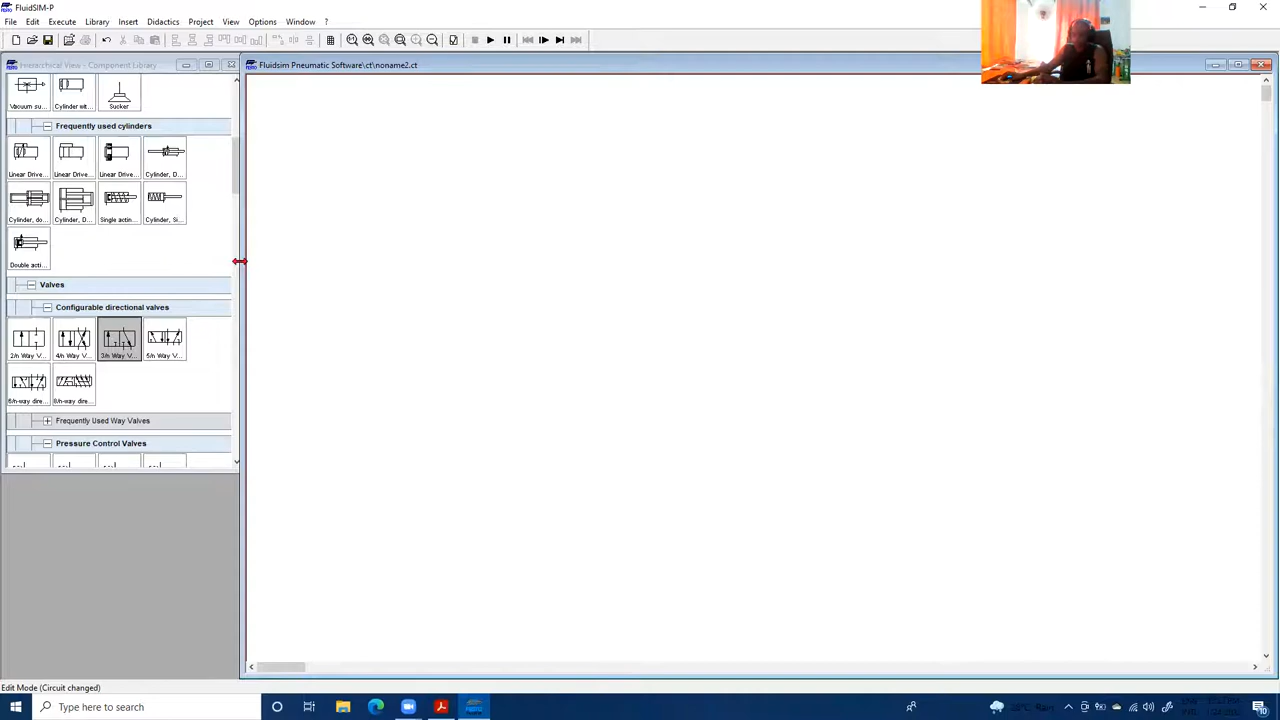 FluidSIM-P
File Edit Execute Library Insert Didactics Project View Options Window ?
Hierarchical View - Component Library
Fluidsim Pneumatic Software\ct\noname2.ct
Vacuum su... Cylinder wit... Sucker
Frequently used cylinders
Linear Drive... Linear Drive... Linear Drive... Cylinder, D...
Cylinder, do... Cylinder, D... Single actin... Cylinder, Si...
Double acti...
Valves
Configurable directional valves
2/n Way V... 4/n Way V... 3/n Way V... 5/n Way V...
6/n-way dire... 8/n-way dire...
Frequently Used Way Valves
Pressure Control Valves
Edit Mode (Circuit changed)
Type here to search
Rain